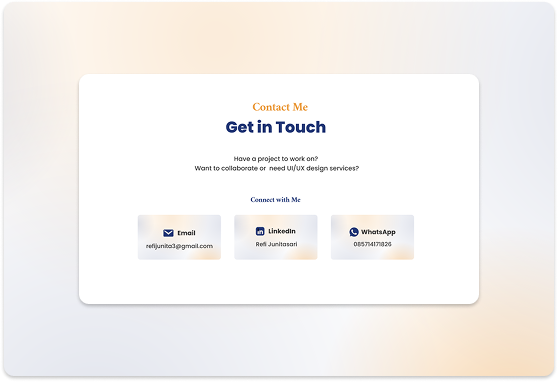 Contact Me
Get in Touch
Have a project to work on?
Want to collaborate or need UI/UX design services?
Connect with Me
Email
refijunita3@gmail.com
LinkedIn
Refi Junitasari
WhatsApp
085714171826